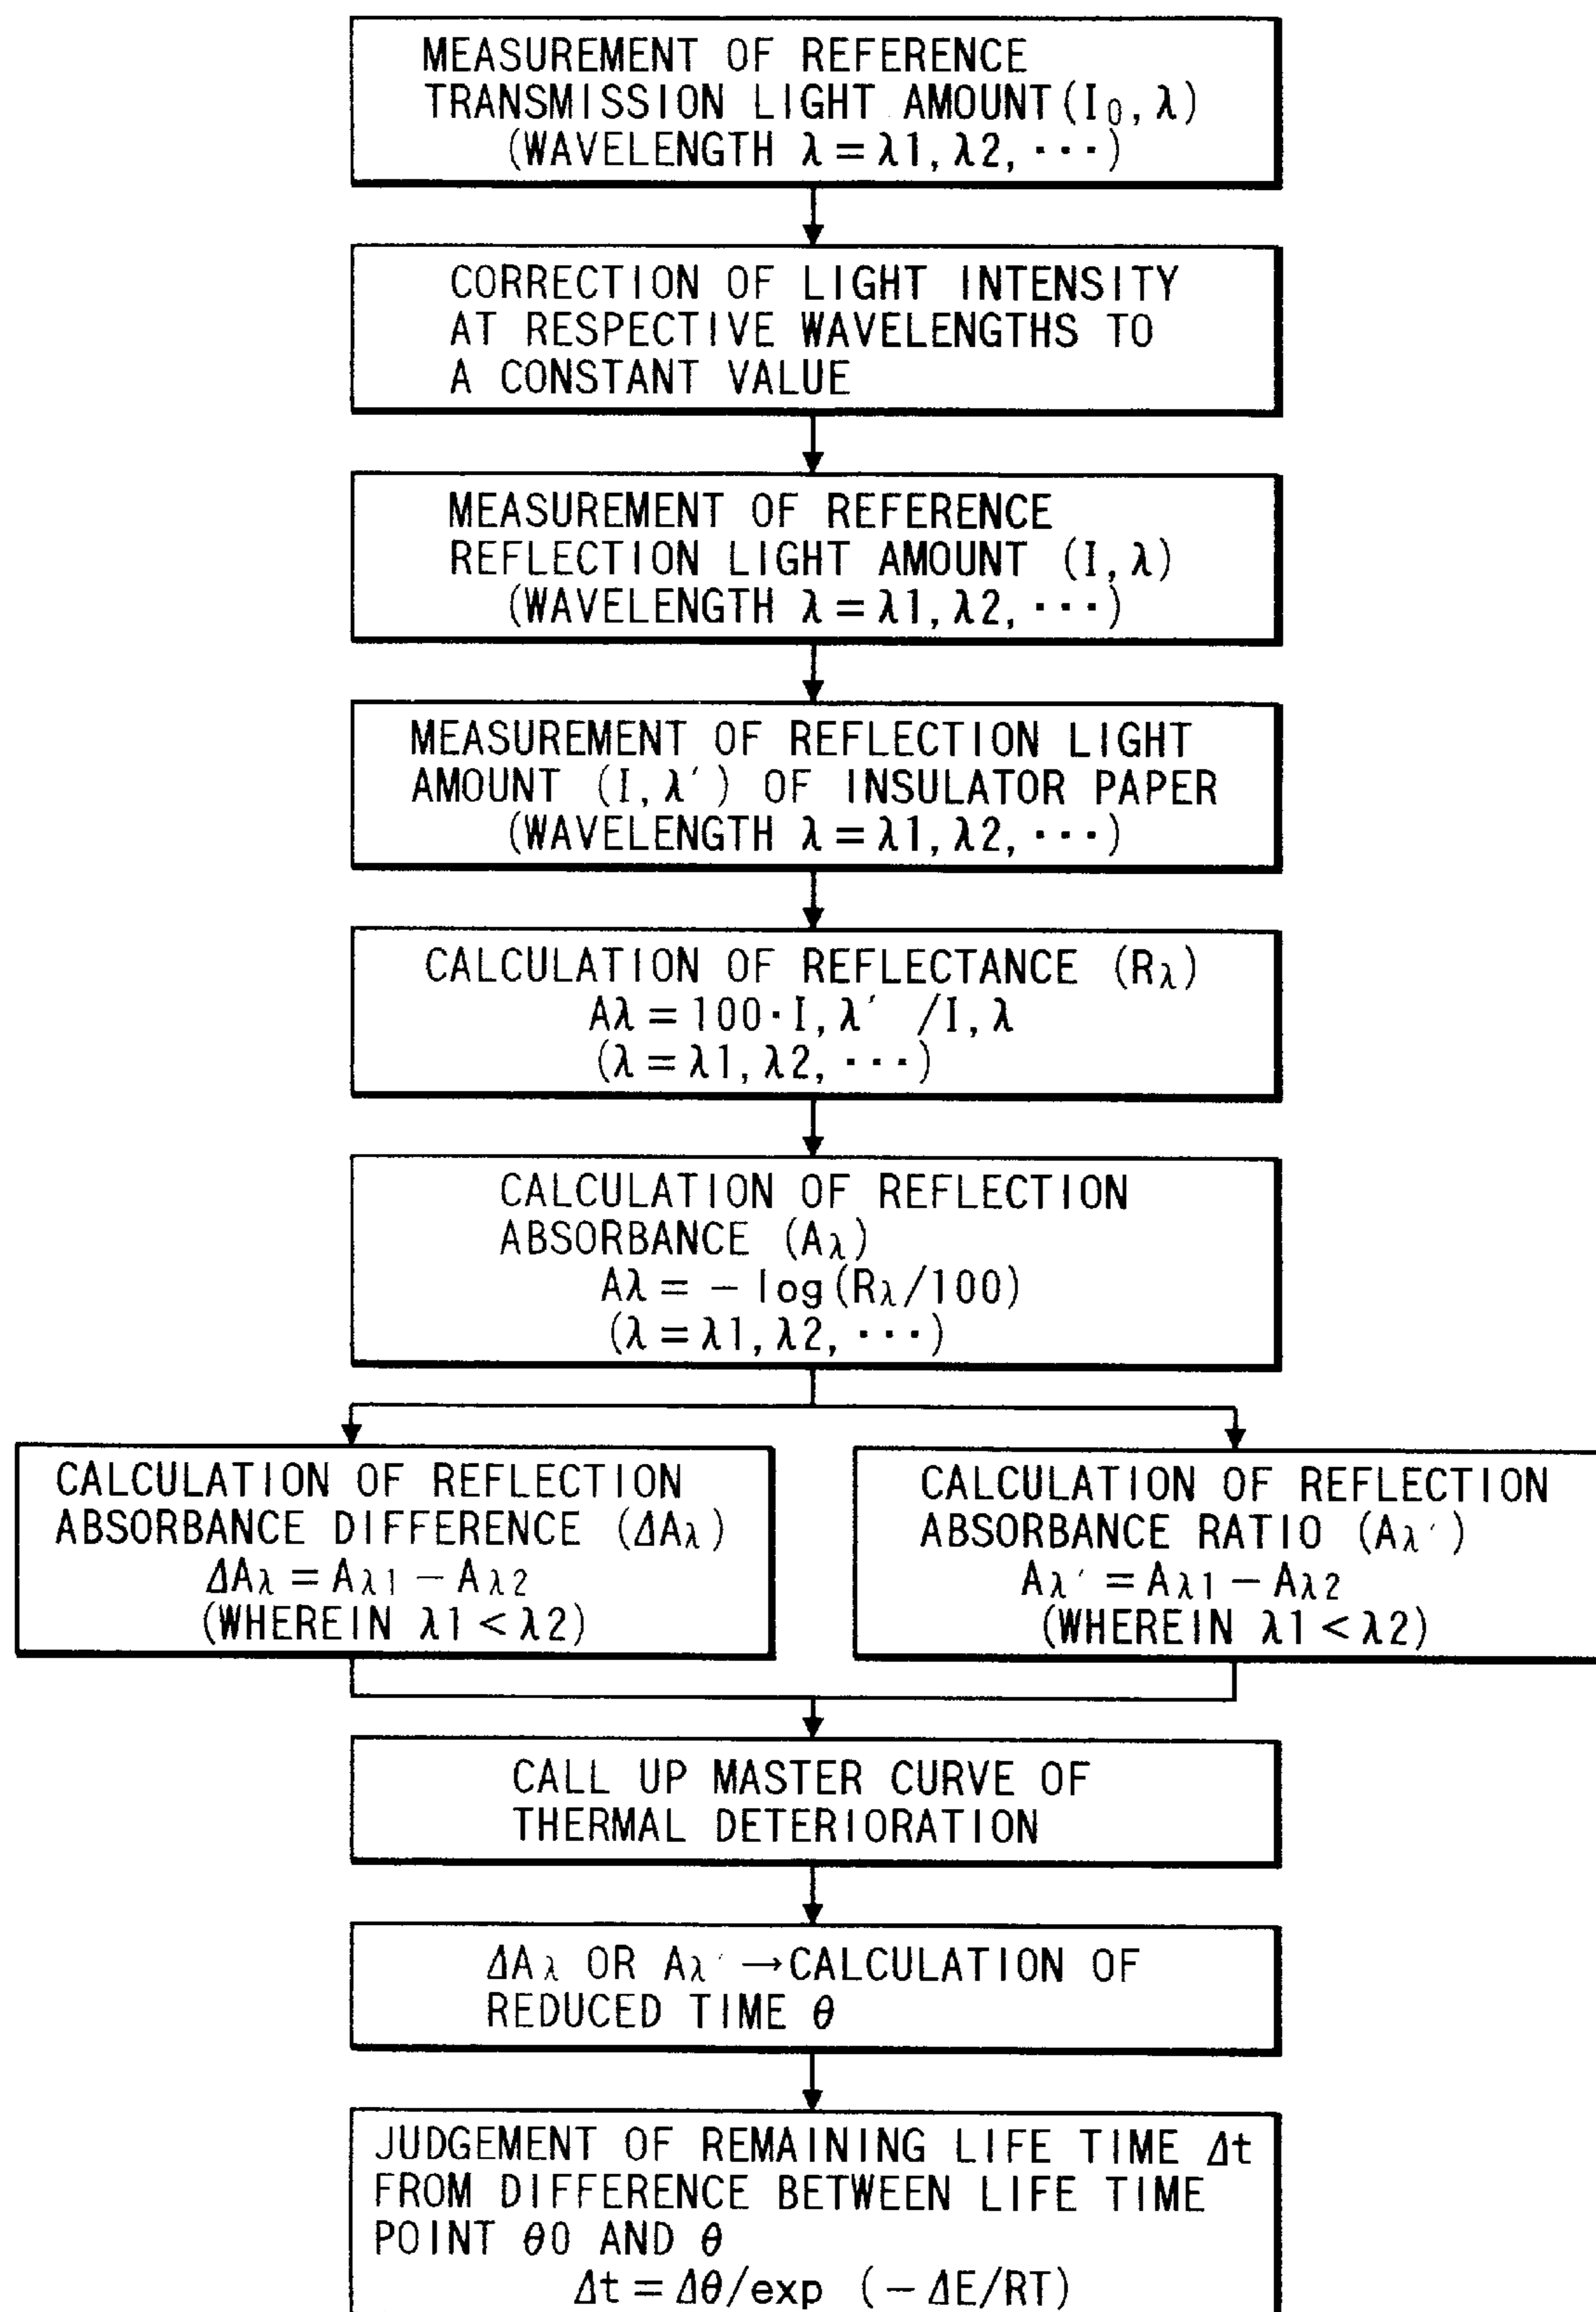 MEASUREMENT OF REFERENCE
TRANSMISSION LIGHT AMOUNT (I₀, λ)
(WAVELENGTH λ = λ1, λ2, ···)
CORRECTION OF LIGHT INTENSITY
AT RESPECTIVE WAVELENGTHS TO
A CONSTANT VALUE
MEASUREMENT OF REFERENCE
REFLECTION LIGHT AMOUNT (I, λ)
(WAVELENGTH λ = λ1, λ2, ···)
MEASUREMENT OF REFLECTION LIGHT
AMOUNT (I, λ′) OF INSULATOR PAPER
(WAVELENGTH λ = λ1, λ2, ···)
CALCULATION OF REFLECTANCE (Rλ)
Aλ = 100·I, λ′ /I, λ
(λ = λ1, λ2, ···)
CALCULATION OF REFLECTION
ABSORBANCE (Aλ)
Aλ = − log (Rλ/100)
(λ = λ1, λ2, ···)
CALCULATION OF REFLECTION
ABSORBANCE DIFFERENCE (ΔAλ)
ΔAλ = Aλ1 − Aλ2
(WHEREIN λ1 < λ2)
CALCULATION OF REFLECTION
ABSORBANCE RATIO (Aλ′)
Aλ′ = Aλ1 − Aλ2
(WHEREIN λ1 < λ2)
CALL UP MASTER CURVE OF
THERMAL DETERIORATION
ΔAλ OR Aλ′ →CALCULATION OF
REDUCED TIME θ
JUDGEMENT OF REMAINING LIFE TIME Δt
FROM DIFFERENCE BETWEEN LIFE TIME
POINT θ0 AND θ
Δt = Δθ/exp (−ΔE/RT)